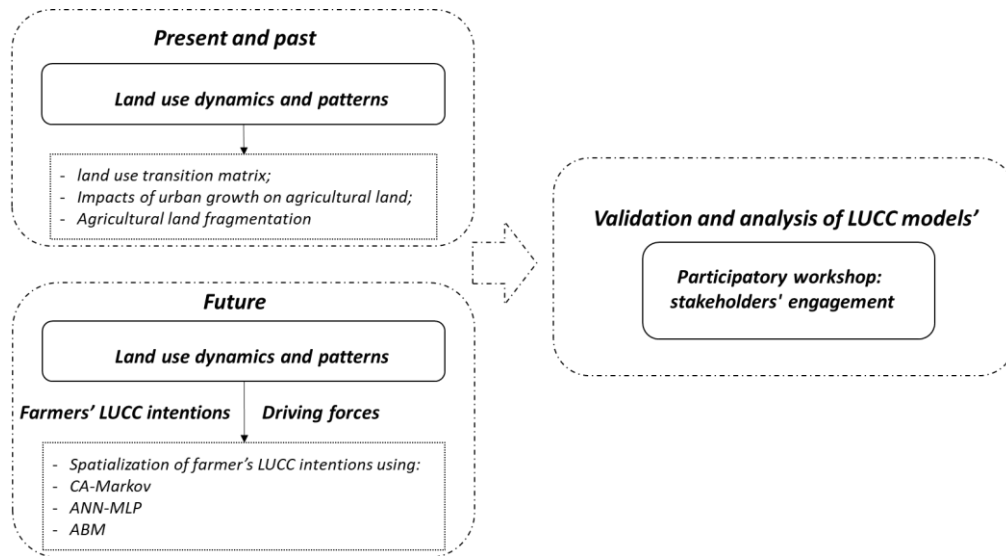 Present and past
Land use dynamics and patterns
- land use transition matrix;
- Impacts of urban growth on agricultural land;
- Agricultural land fragmentation
Future
Land use dynamics and patterns
Farmers’ LUCC intentions Driving forces
- Spatialization of farmer’s LUCC intentions using:
- CA-Markov
- ANN-MLP
- ABM
Validation and analysis of LUCC models’
Participatory workshop:
stakeholders' engagement